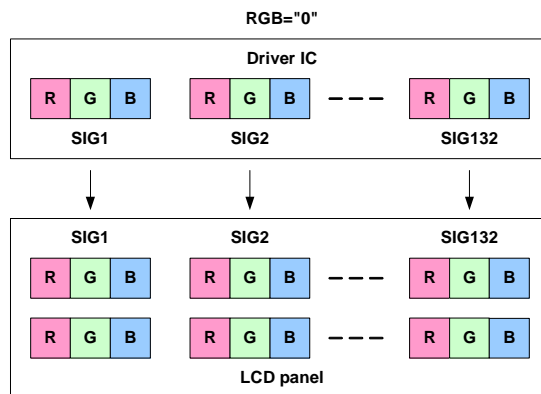 RGB="0"
Driver IC
R G B R G B R G B
SIG1 SIG2 SIG132
SIG1 SIG2 SIG132
R G B R G B R G B
R G B R G B R G B
LCD panel